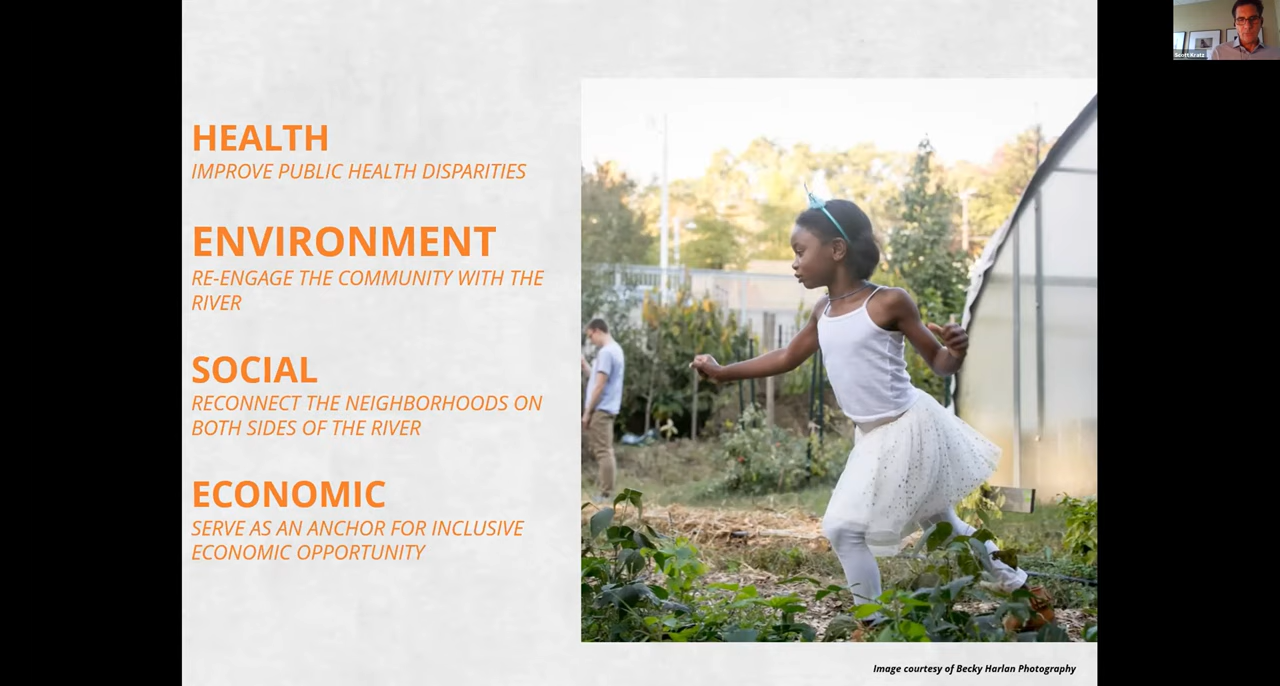 HEALTH
IMPROVE PUBLIC HEALTH DISPARITIES
ENVIRONMENT
RE-ENGAGE THE COMMUNITY WITH THE
RIVER
SOCIAL
RECONNECT THE NEIGHBORHOODS ON
BOTH SIDES OF THE RIVER
ECONOMIC
SERVE AS AN ANCHOR FOR INCLUSIVE
ECONOMIC OPPORTUNITY
Image courtesy of Becky Harlan Photography
Scott Kratz